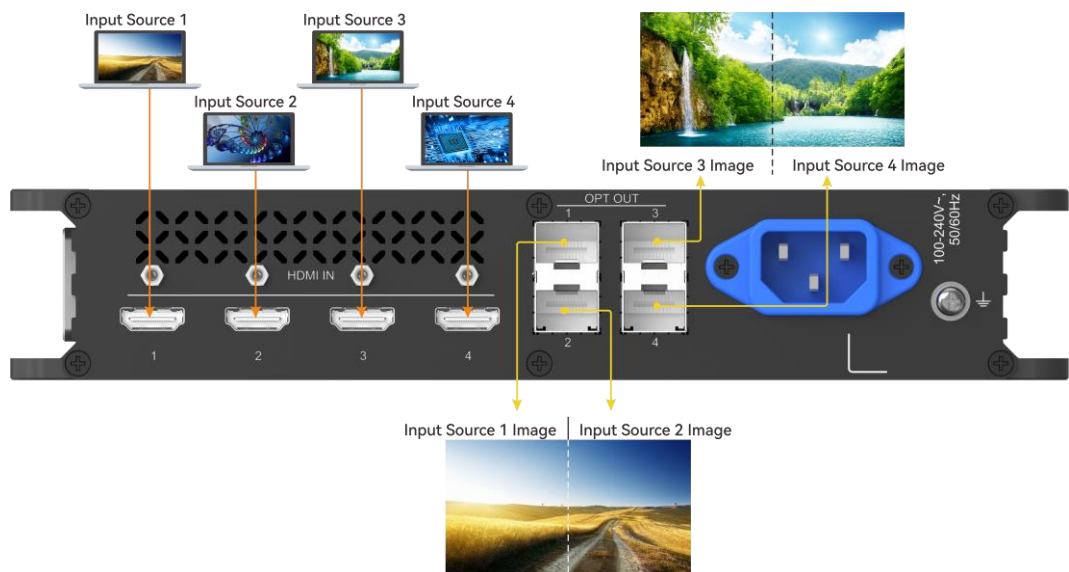 Input Source 1
Input Source 3
Input Source 2
Input Source 4
Input Source 3 Image
Input Source 4 Image
OPT OUT
1
3
HDMI IN
100-240V~,
50/60Hz
1
2
3
4
2
4
Input Source 1 Image
Input Source 2 Image